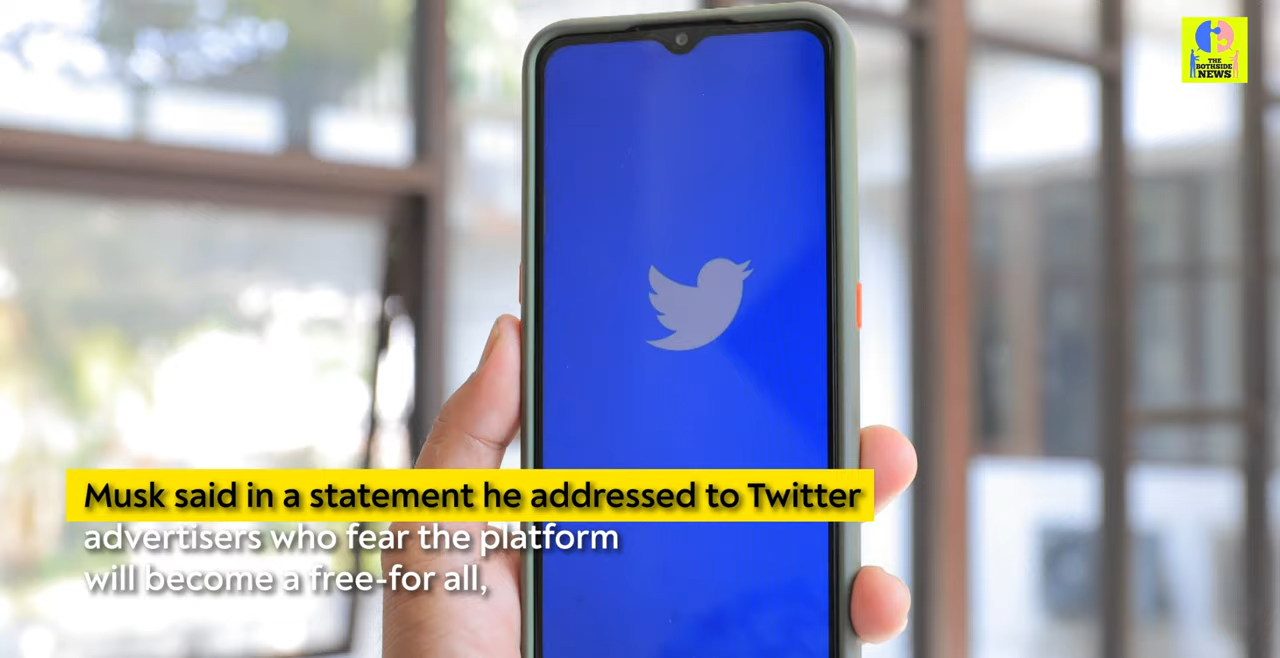 THE
BOTHSIDE
NEWS
Musk said in a statement he addressed to Twitter
advertisers who fear the platform
will become a free-for all,